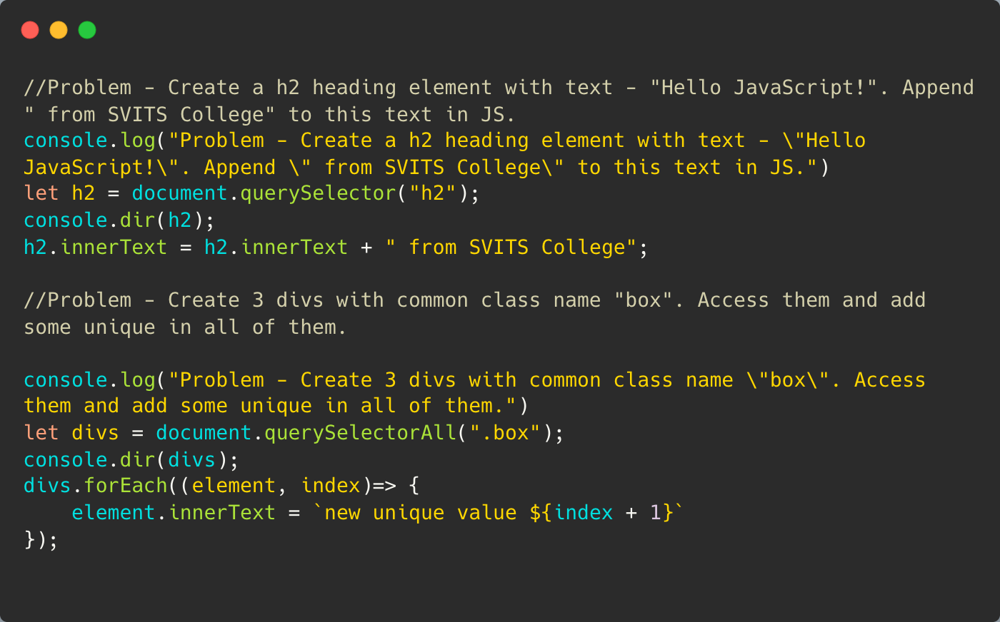 //Problem - Create a h2 heading element with text - "Hello JavaScript!". Append
" from SVITS College" to this text in JS.
console.log("Problem - Create a h2 heading element with text - \"Hello
JavaScript!\". Append \" from SVITS College\" to this text in JS.")
let h2 = document.querySelector("h2");
console.dir(h2);
h2.innerText = h2.innerText + " from SVITS College";

//Problem - Create 3 divs with common class name "box". Access them and add
some unique in all of them.

console.log("Problem - Create 3 divs with common class name \"box\". Access
them and add some unique in all of them.")
let divs = document.querySelectorAll(".box");
console.dir(divs);
divs.forEach((element, index)=> {
    element.innerText = `new unique value ${index + 1}`
});